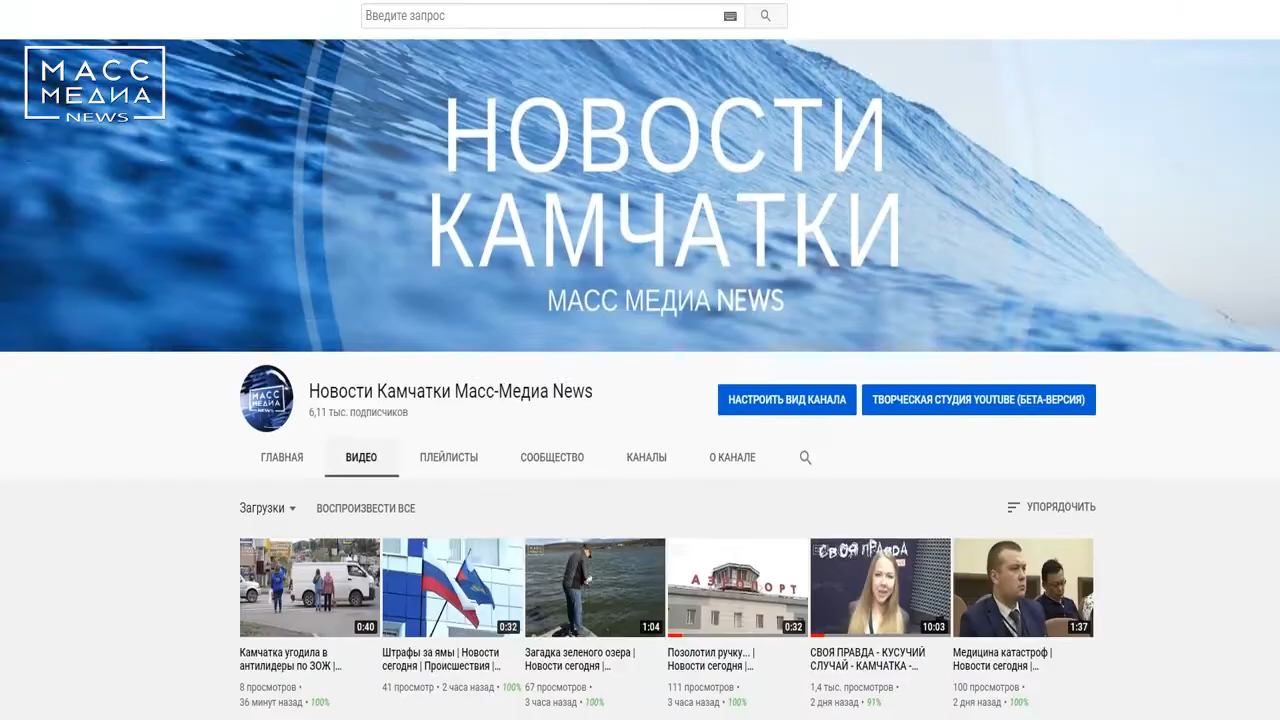 Введите запрос
МАСС
МЕДИА
NEWS
НОВОСТИ
КАМЧАТКИ
МАСС МЕДИА NEWS
МАСС
МЕДИА
NEWS
Новости Камчатки Масс-Медиа News
6,11 тыс. подписчиков
НАСТРОИТЬ ВИД КАНАЛА
ТВОРЧЕСКАЯ СТУДИЯ YOUTUBE (БЕТА-ВЕРСИЯ)
ГЛАВНАЯ ВИДЕО ПЛЕЙЛИСТЫ СООБЩЕСТВО КАНАЛЫ О КАНАЛЕ
Загрузки ВОСПРОИЗВЕСТИ ВСЕ УПОРЯДОЧИТЬ
0:40
Камчатка угодила в
антилидеры по ЗОЖ |...
8 просмотров •
36 минут назад • 100%
0:32
Штрафы за ямы | Новости
сегодня | Происшествия |...
41 просмотр • 2 часа назад • 100%
1:04
Загадка зеленого озера |
Новости сегодня |...
67 просмотров •
3 часа назад • 100%
АЭРОПОРТ
0:32
Позолотил ручку... |
Новости сегодня |...
111 просмотров •
3 часа назад • 100%
СВОЯ ПРАВДА
10:03
СВОЯ ПРАВДА - КУСУЧИЙ
СЛУЧАЙ - КАМЧАТКА -...
1,4 тыс. просмотров •
2 дня назад • 91%
1:37
Медицина катастроф |
Новости сегодня |...
100 просмотров •
2 дня назад • 100%